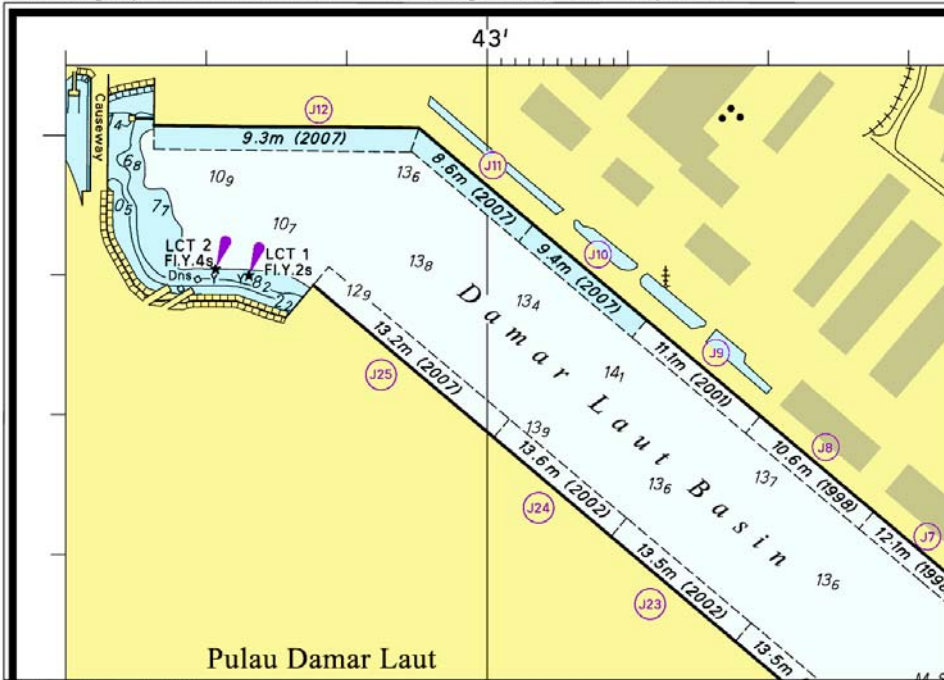 43'
Causeway
J12
9.3m (2007)
4
J11
6₈
13₆
8.6m (2007)
10₉
0₅
7₇
10₇
J10
LCT 2
Fl.Y.4s
LCT 1
Fl.Y.2s
13₈
9.4m (2007)
Dns
8₂
2₂
12₉
13₄
Damar Laut Basin
13.2m (2007)
J9
11.1m (2001)
J25
14₁
13₉
J8
10.6m (1998)
13₆
13₇
13.6m (2002)
J24
J7
12.1m (1998
13₆
13.5m (2002)
J23
Pulau Damar Laut
13.5m